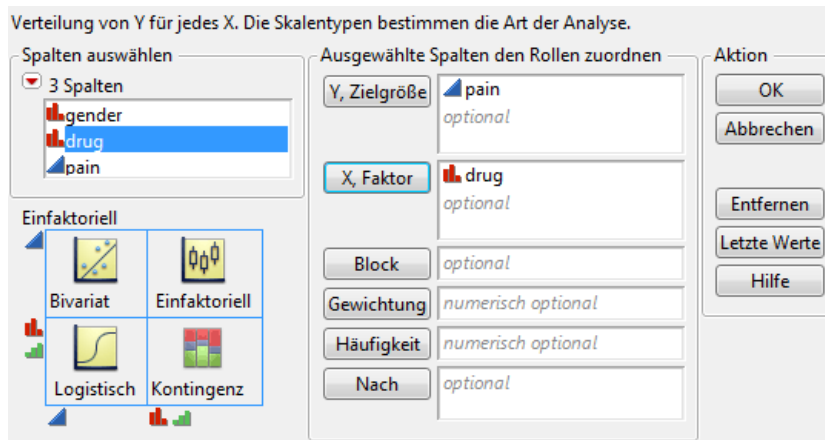 Verteilung von Y für jedes X. Die Skalentypen bestimmen die Art der Analyse.
Spalten auswählen
3 Spalten
gender
drug
pain
Einfaktoriell
Bivariat
Einfaktoriell
Logistisch
Kontingenz
Ausgewählte Spalten den Rollen zuordnen
Y, Zielgröße
pain
optional
X, Faktor
drug
optional
Block
optional
Gewichtung
numerisch optional
Häufigkeit
numerisch optional
Nach
optional
Aktion
OK
Abbrechen
Entfernen
Letzte Werte
Hilfe